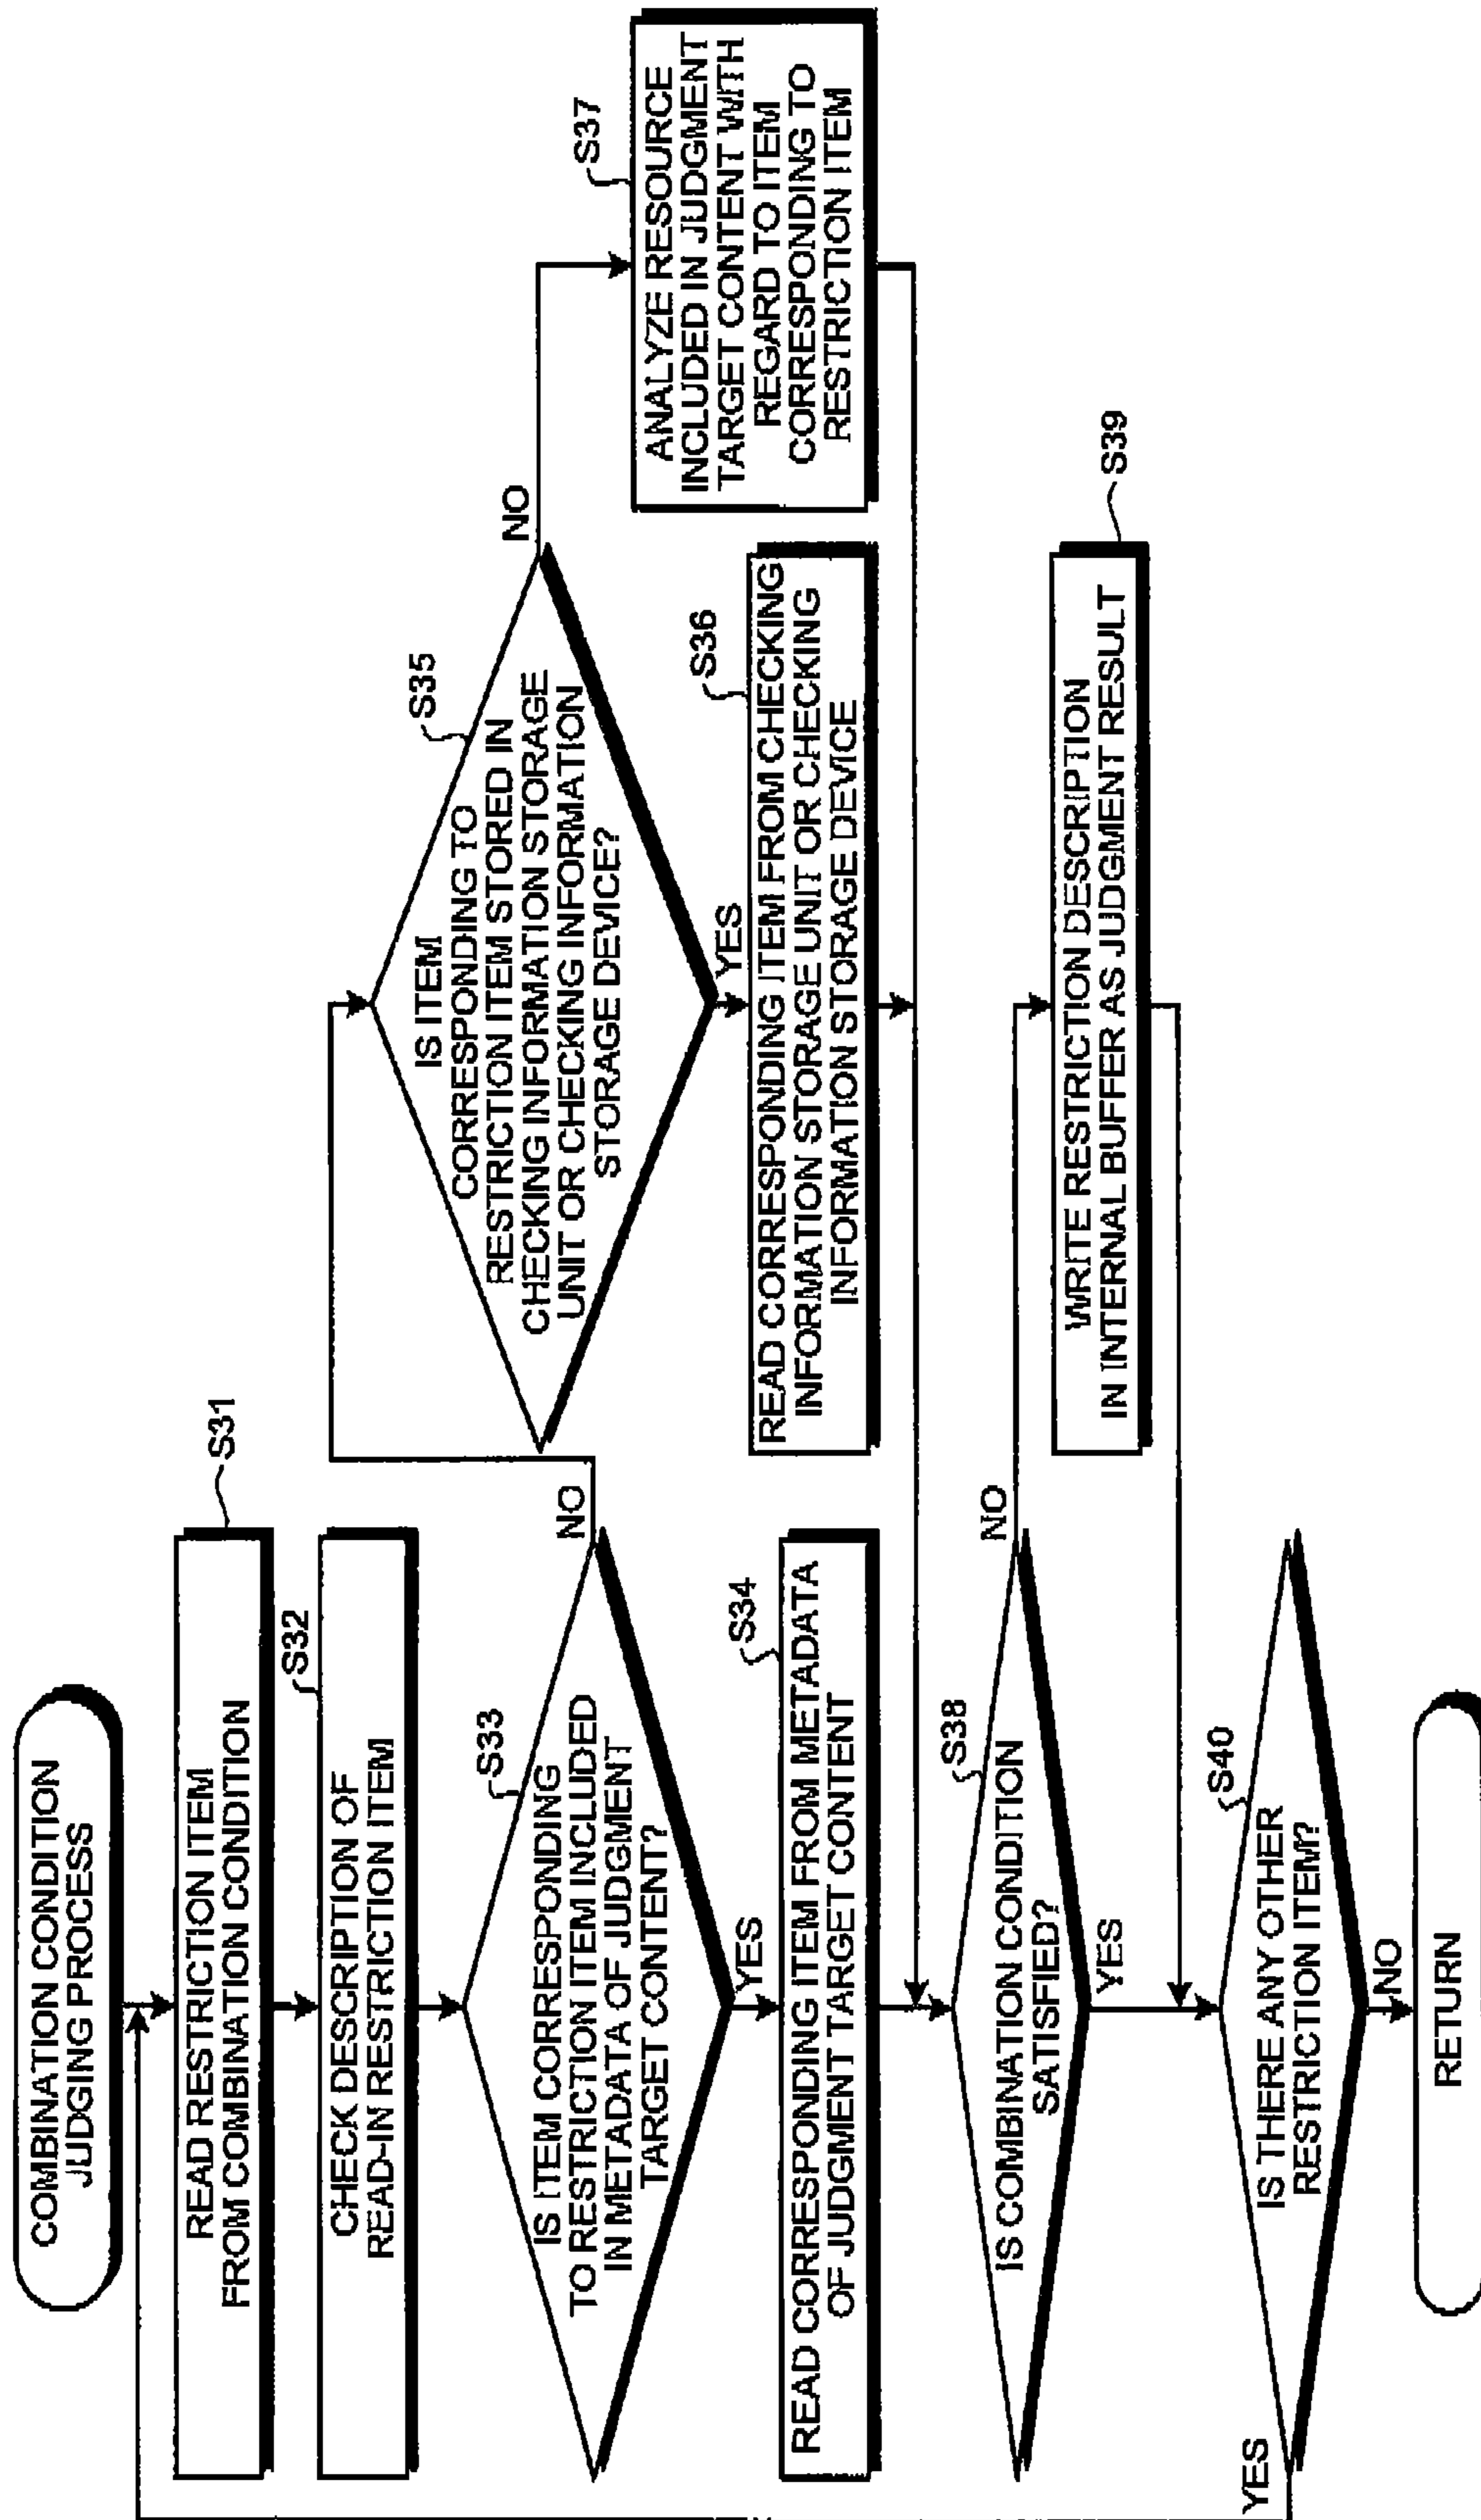 COMBINATION CONDITION
JUDGING PROCESS
S31
READ RESTRICTION ITEM
FROM COMBINATION CONDITION
S32
CHECK DESCRIPTION OF
READ-IN RESTRICTION ITEM
S33
IS ITEM CORRESPONDING
TO RESTRICTION ITEM INCLUDED
IN METADATA OF JUDGMENT
TARGET CONTENT?
NO
YES
S34
READ CORRESPONDING ITEM FROM METADATA
OF JUDGMENT TARGET CONTENT
S35
IS ITEM
CORRESPONDING TO
RESTRICTION ITEM STORED IN
CHECKING INFORMATION STORAGE
UNIT OR CHECKING INFORMATION
STORAGE DEVICE?
NO
YES
S36
READ CORRESPONDING ITEM FROM CHECKING
INFORMATION STORAGE UNIT OR CHECKING
INFORMATION STORAGE DEVICE
S37
ANALYZE RESOURCE
INCLUDED IN JUDGMENT
TARGET CONTENT WITH
REGARD TO ITEM
CORRESPONDING TO
RESTRICTION ITEM
S38
IS COMBINATION CONDITION
SATISFIED?
NO
YES
S39
WRITE RESTRICTION DESCRIPTION
IN INTERNAL BUFFER AS JUDGMENT RESULT
S40
IS THERE ANY OTHER
RESTRICTION ITEM?
YES
NO
RETURN